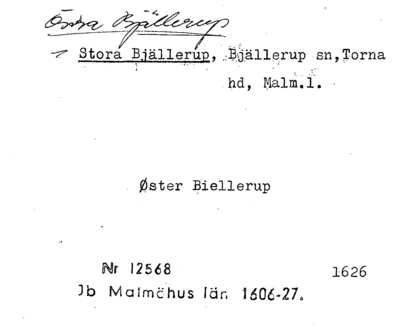 Östra Bjällerup
Stora Bjällerup, Bjällerup sn, Torna
hd, Malm.l.
Øster Biellerup
Nr 12568
1626
Jb Malmöhus län 1606-27.